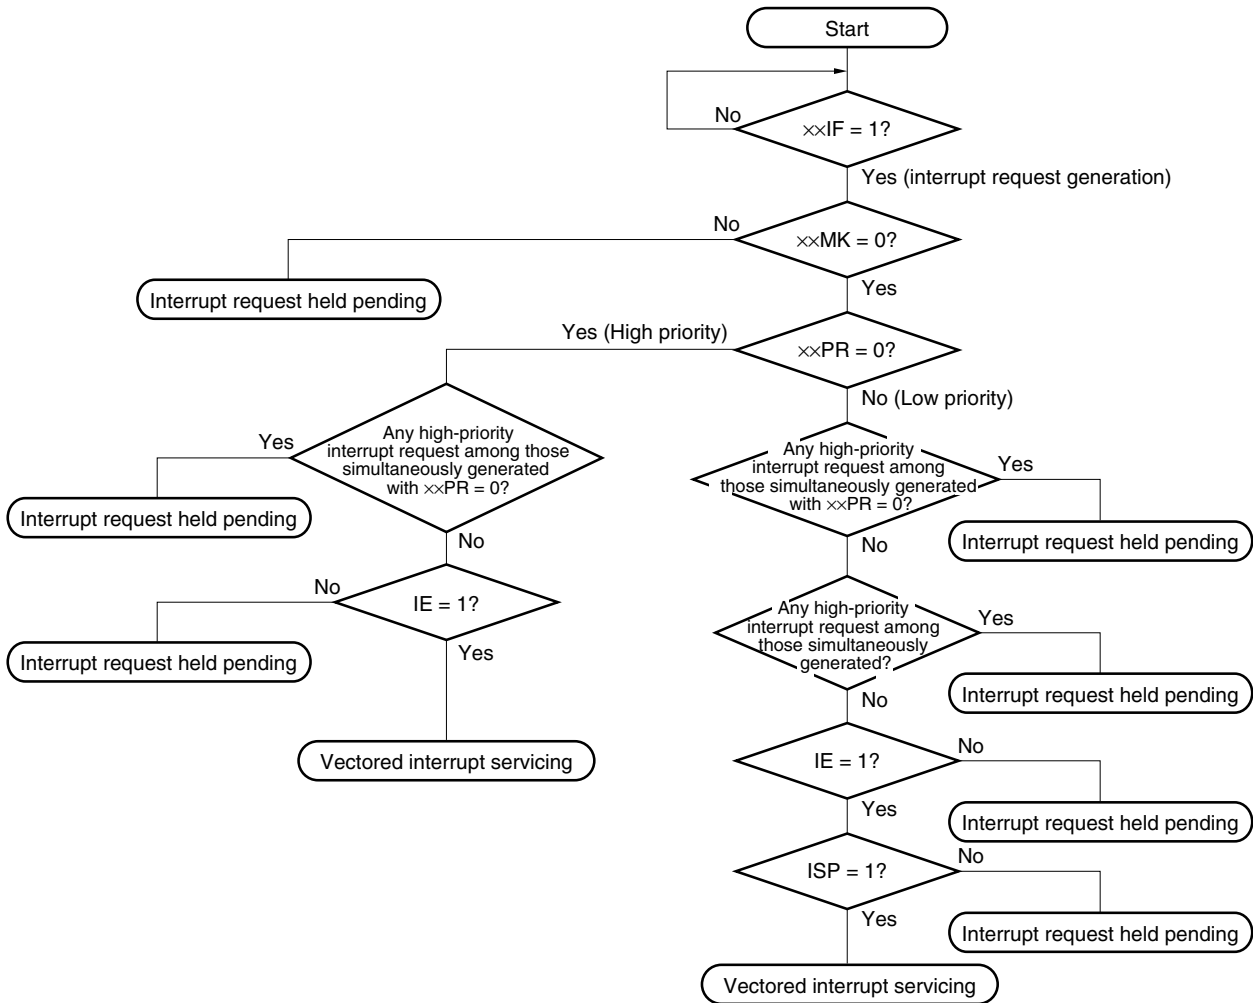 Start
No
××IF = 1?
Yes (interrupt request generation)
No
××MK = 0?
Interrupt request held pending
Yes
Yes (High priority)
××PR = 0?
No (Low priority)
Yes
Any high-priority
interrupt request among those
simultaneously generated
with ××PR = 0?
Any high-priority
interrupt request among
those simultaneously generated
with ××PR = 0?
Yes
Interrupt request held pending
Interrupt request held pending
No
No
No
IE = 1?
Any high-priority
interrupt request among
those simultaneously
generated?
Yes
Interrupt request held pending
Yes
Interrupt request held pending
No
Vectored interrupt servicing
IE = 1?
No
Yes
Interrupt request held pending
ISP = 1?
No
Yes
Interrupt request held pending
Vectored interrupt servicing